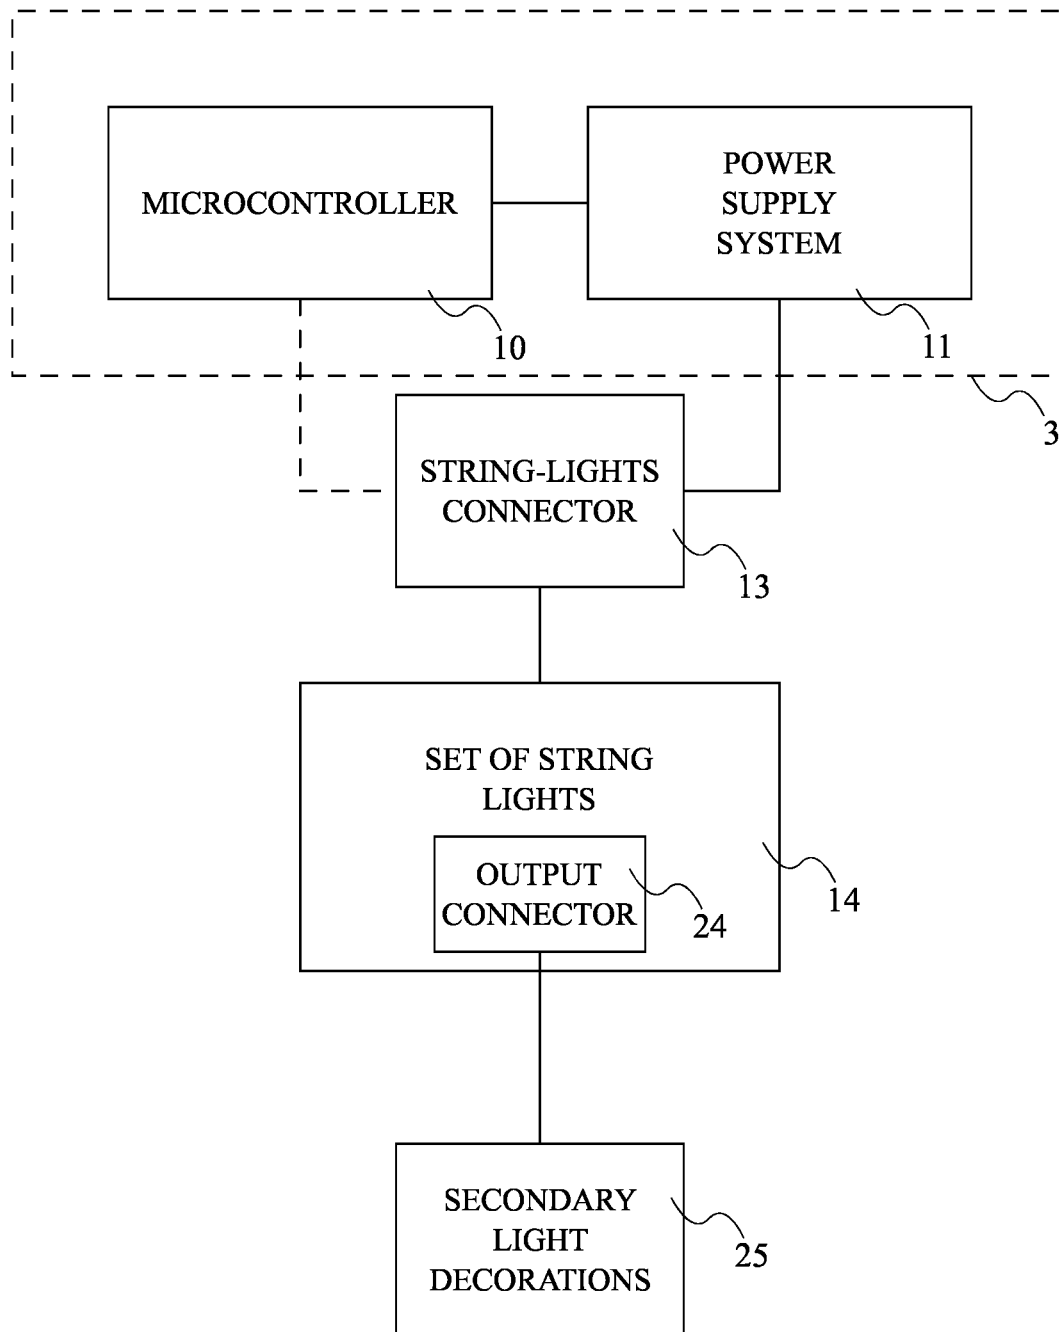 MICROCONTROLLER
POWER
SUPPLY
SYSTEM
10
11
3
STRING-LIGHTS
CONNECTOR
13
SET OF STRING
LIGHTS
OUTPUT
CONNECTOR
24
14
SECONDARY
LIGHT
DECORATIONS
25